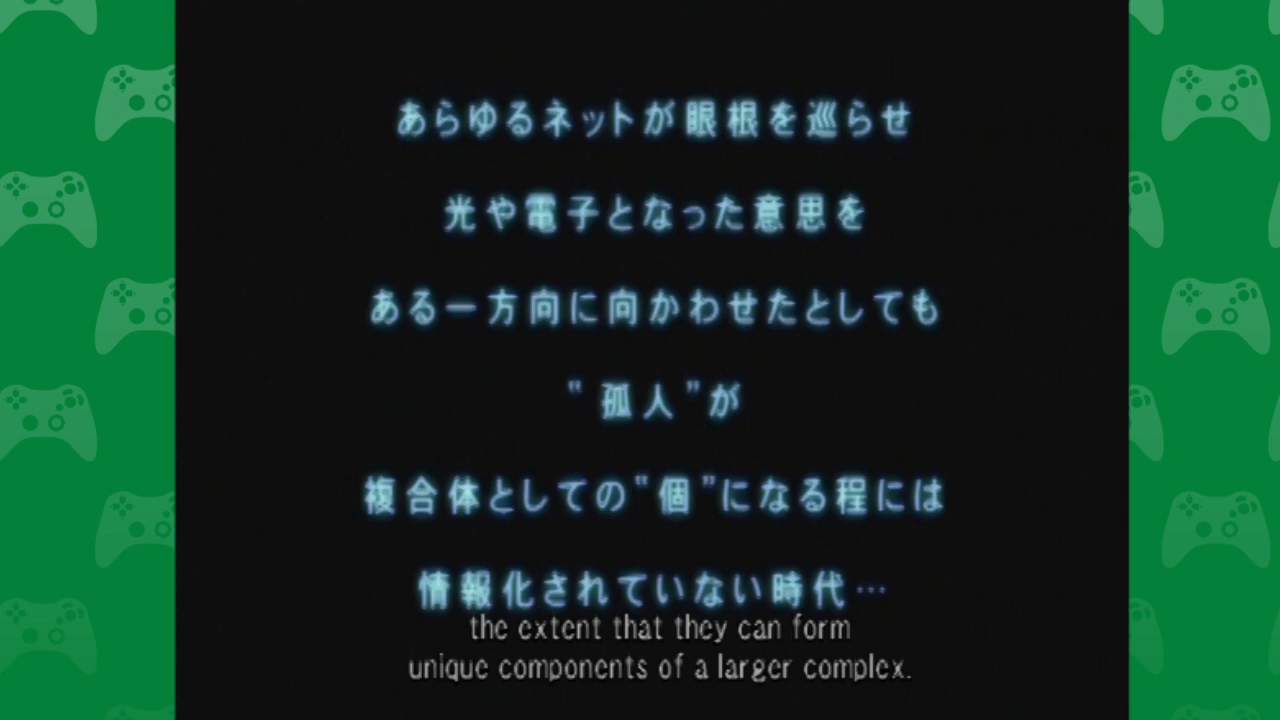 あらゆるネットが眼根を巡らせ
光や電子となった意思を
ある一方向に向かわせたとしても
“孤人”が
複合体としての“個”になる程には
情報化されていない時代…
the extent that they can form
unique components of a larger complex.